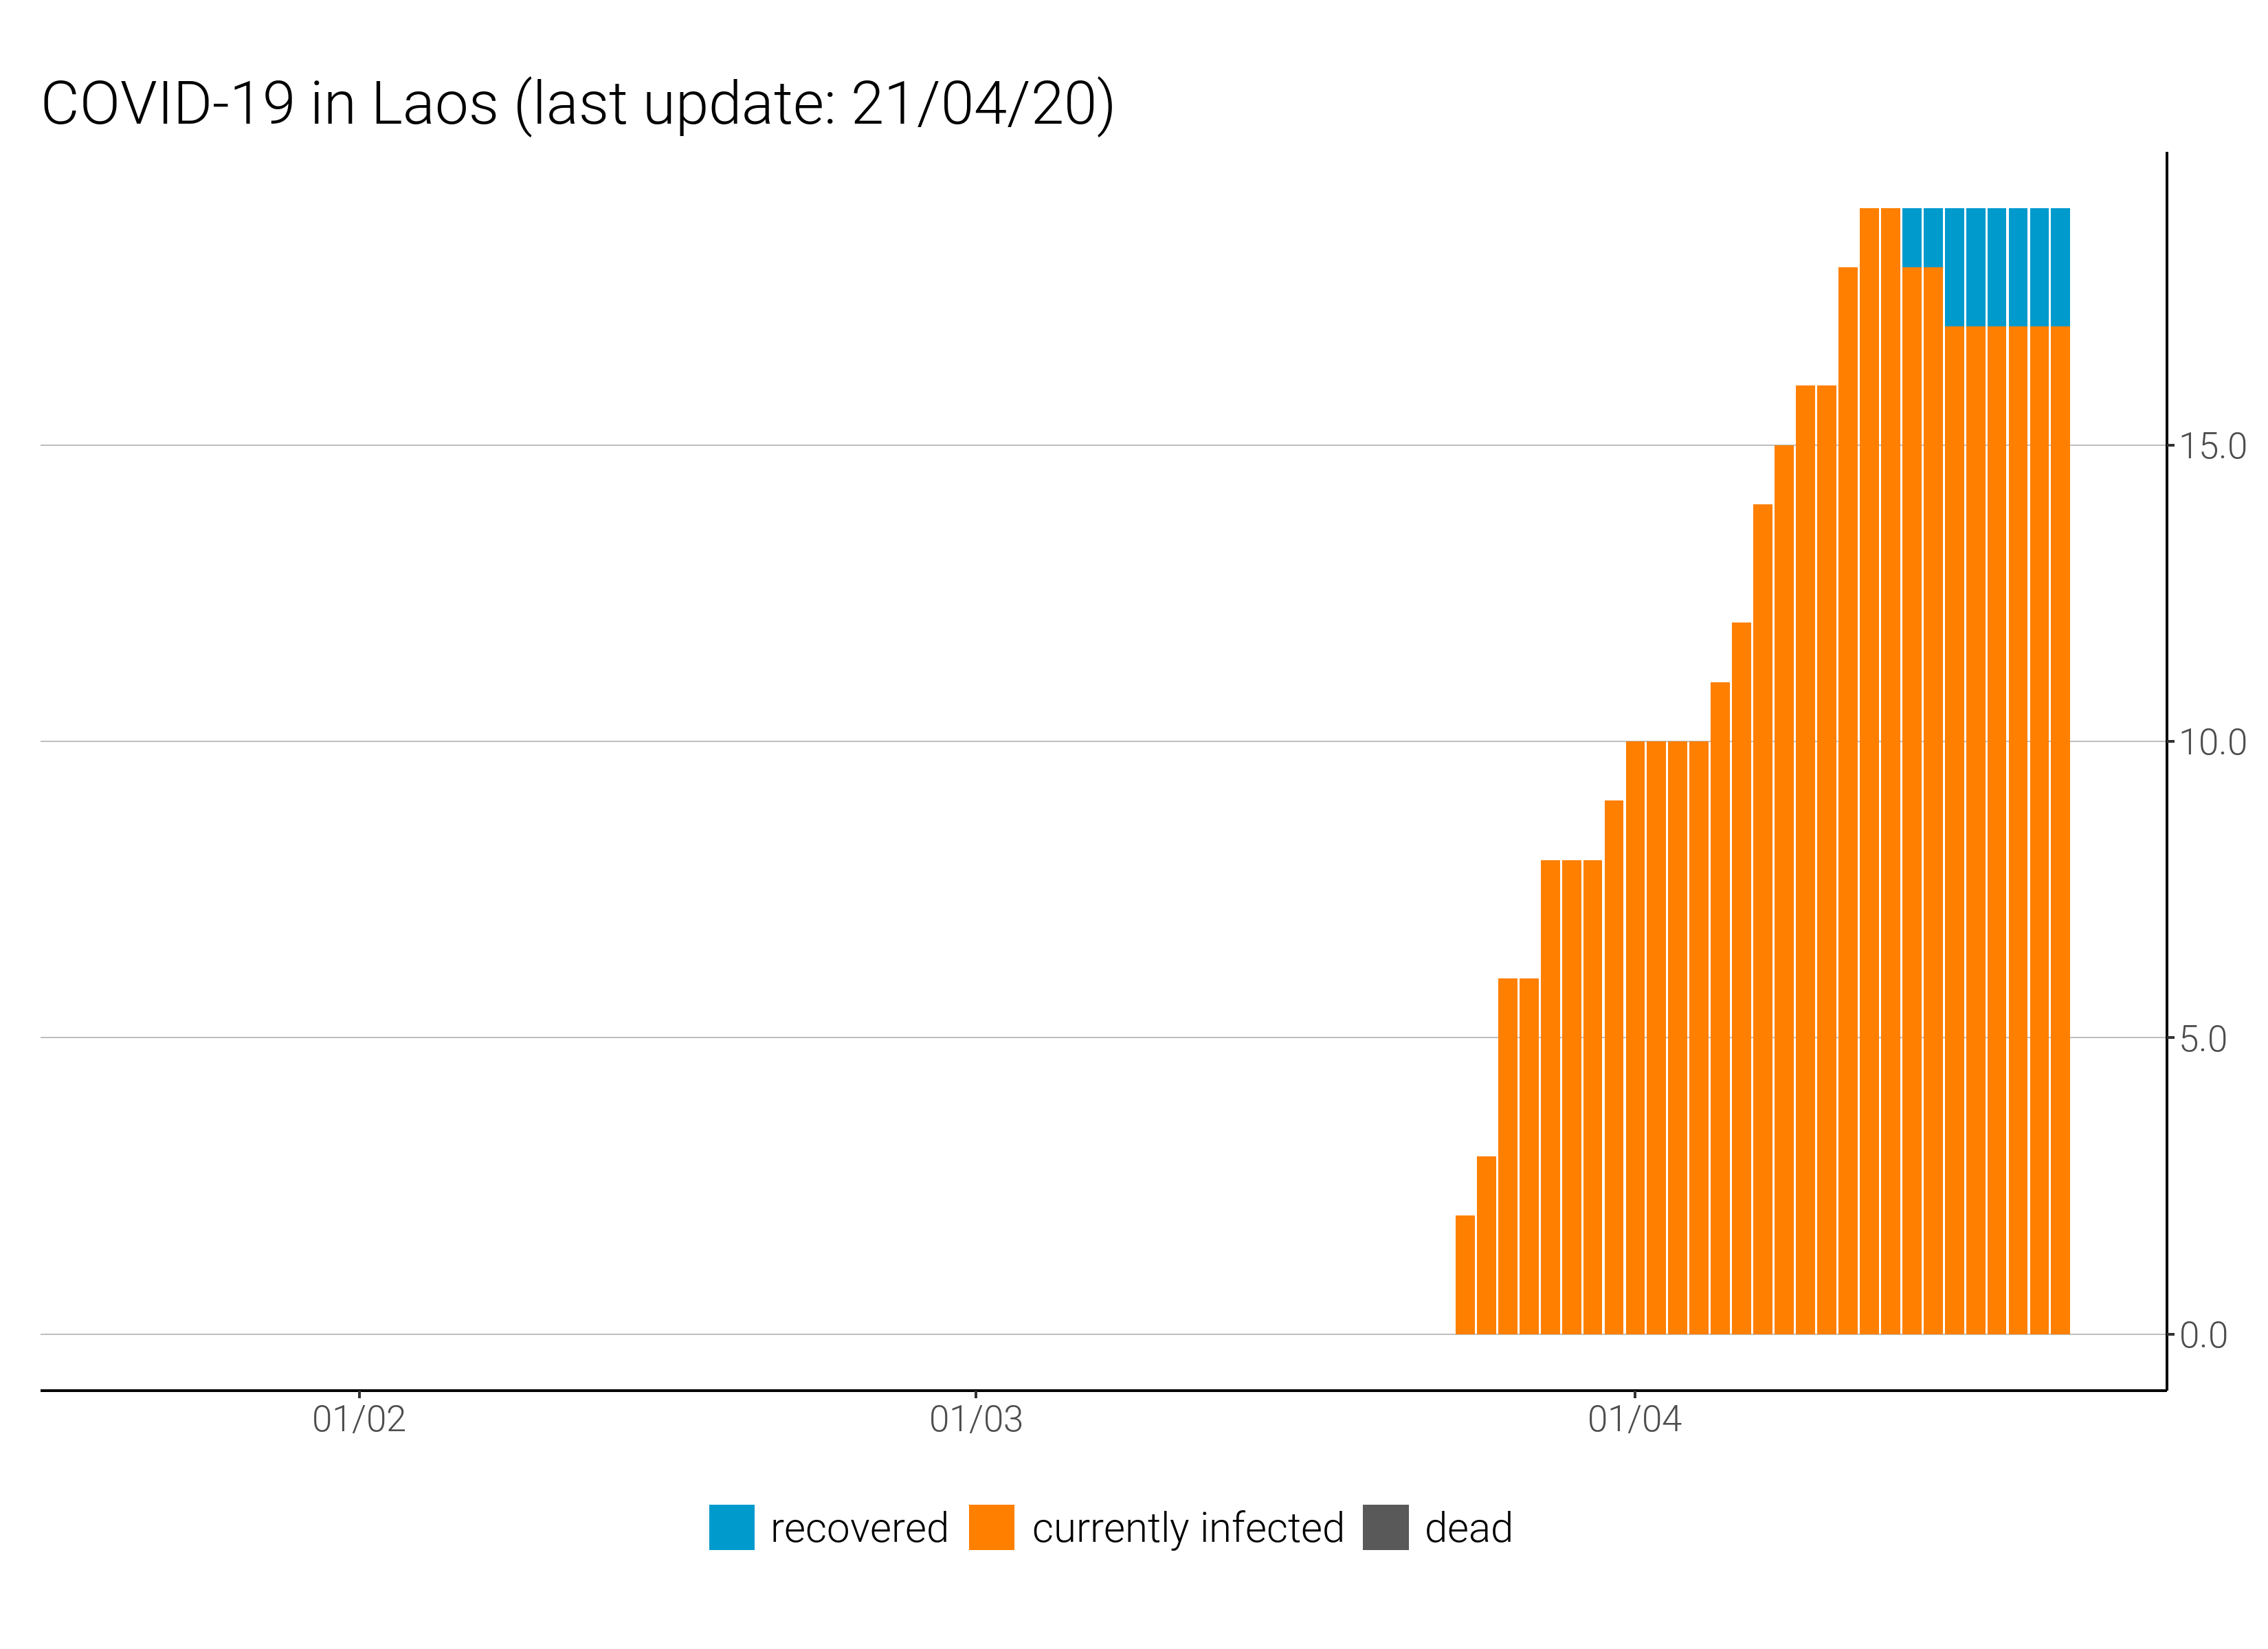 COVID-19 in Laos (last update: 21/04/20)
15.0
10.0
5.0
0.0
01/02 01/03 01/04
recovered currently infected dead